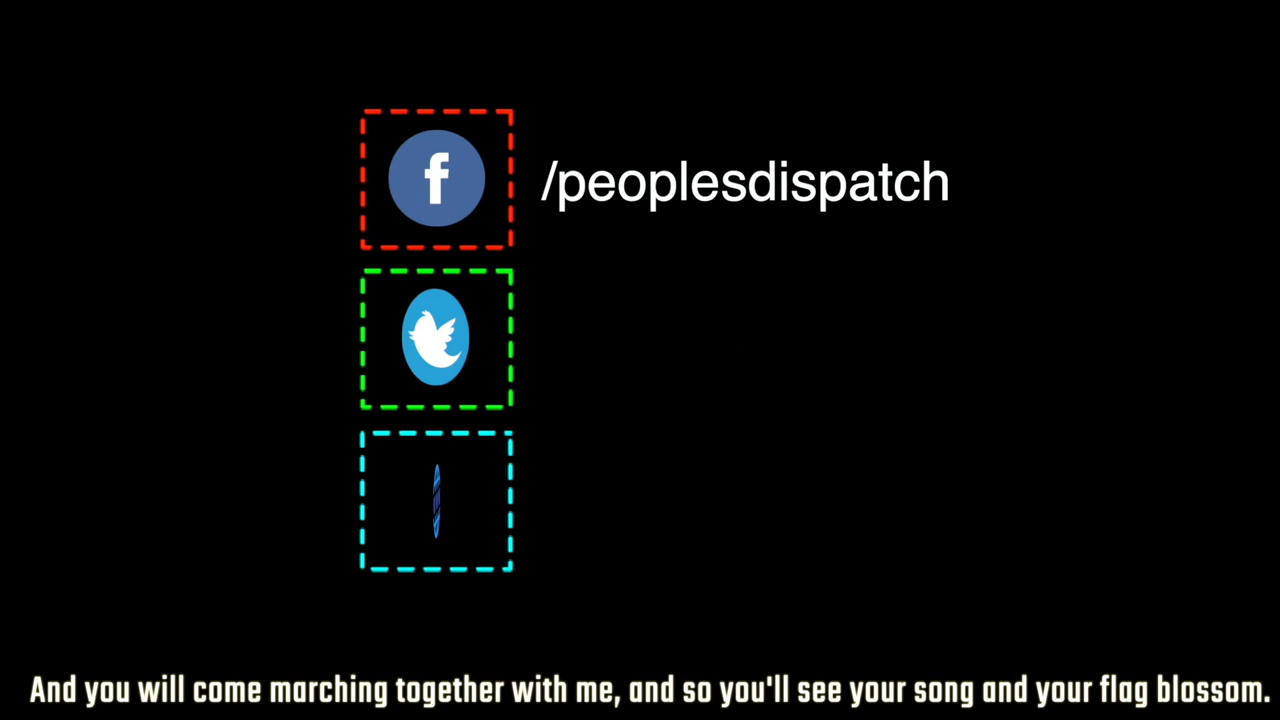 f
/peoplesdispatch
And you will come marching together with me, and so you'll see your song and your flag blossom.